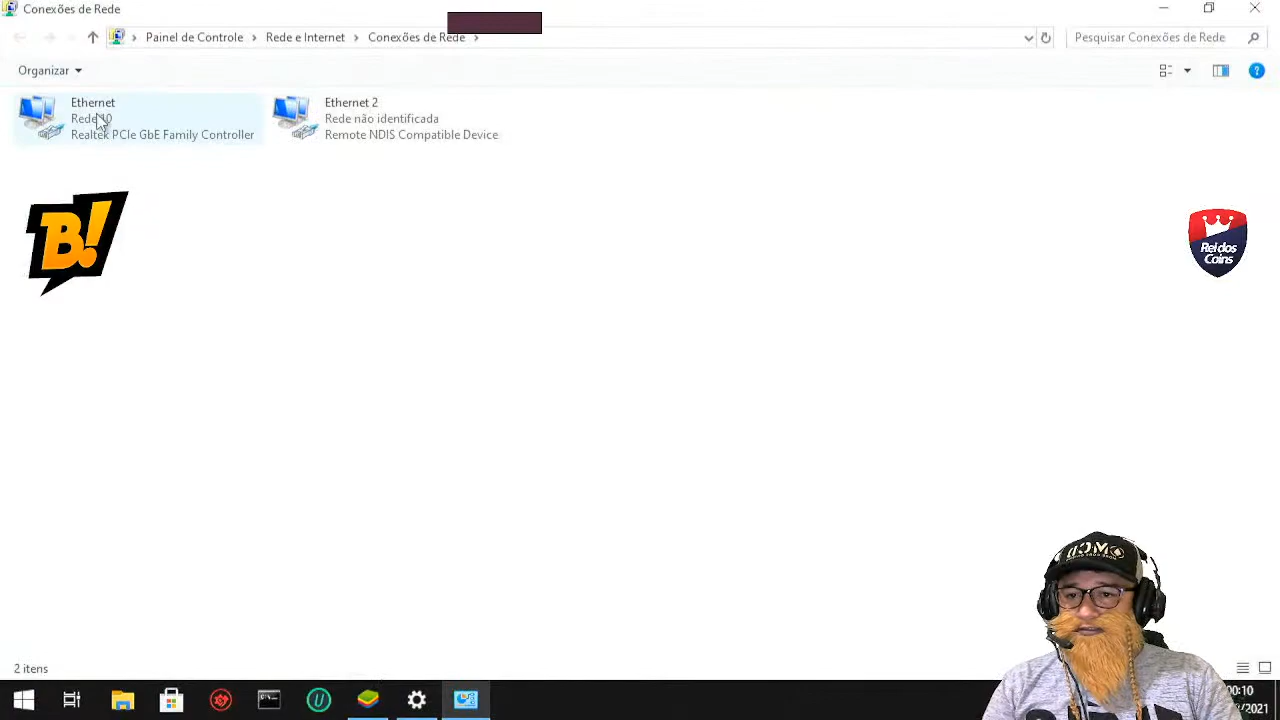 Conexões de Rede
Painel de Controle
Rede e Internet
Conexões de Rede
Pesquisar Conexões de Rede
Organizar
Ethernet
Realtek PCIe GbE Family Controller
Ethernet 2
Rede não identificada
Remote NDIS Compatible Device
B!
Rei dos
Coins
2 itens